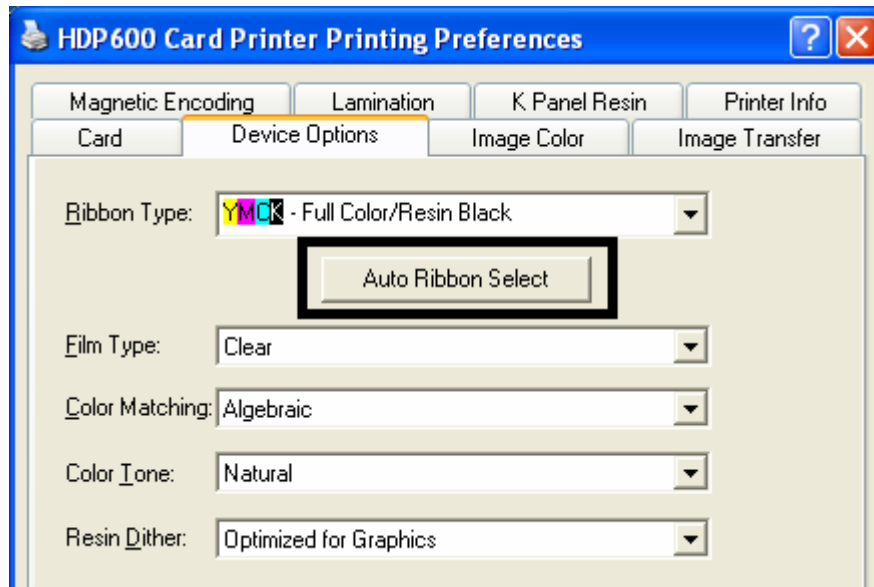 HDP600 Card Printer Printing Preferences
Magnetic Encoding Lamination K Panel Resin Printer Info
Card Device Options Image Color Image Transfer
Ribbon Type: YMCK - Full Color/Resin Black
Auto Ribbon Select
Film Type: Clear
Color Matching: Algebraic
Color Tone: Natural
Resin Dither: Optimized for Graphics